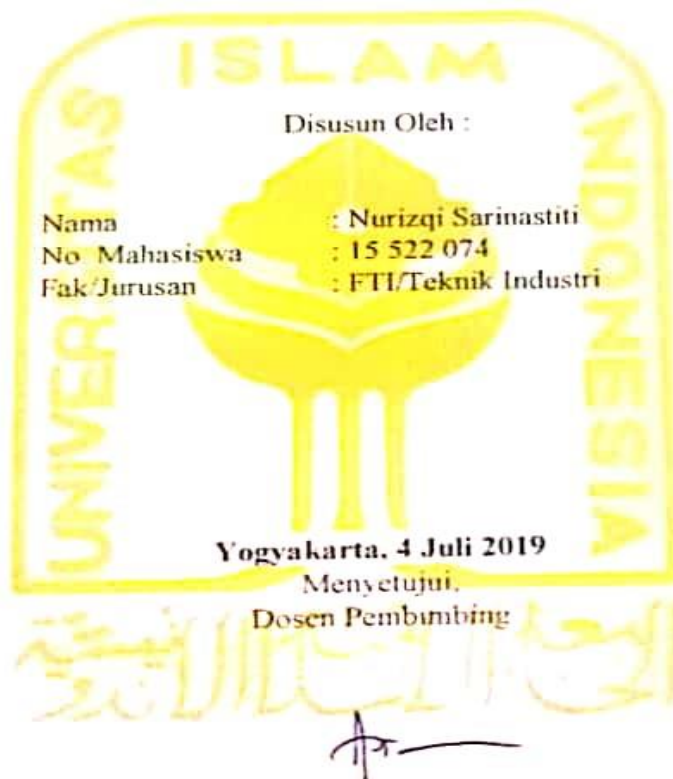 ISLAM
UNIVERSITAS
INDONESIA
Disusun Oleh :
Nama : Nurizqi Sarinastiti
No Mahasiswa : 15 522 074
Fak/Jurusan : FTI/Teknik Industri
Yogyakarta, 4 Juli 2019
Menyetujui,
Dosen Pembimbing